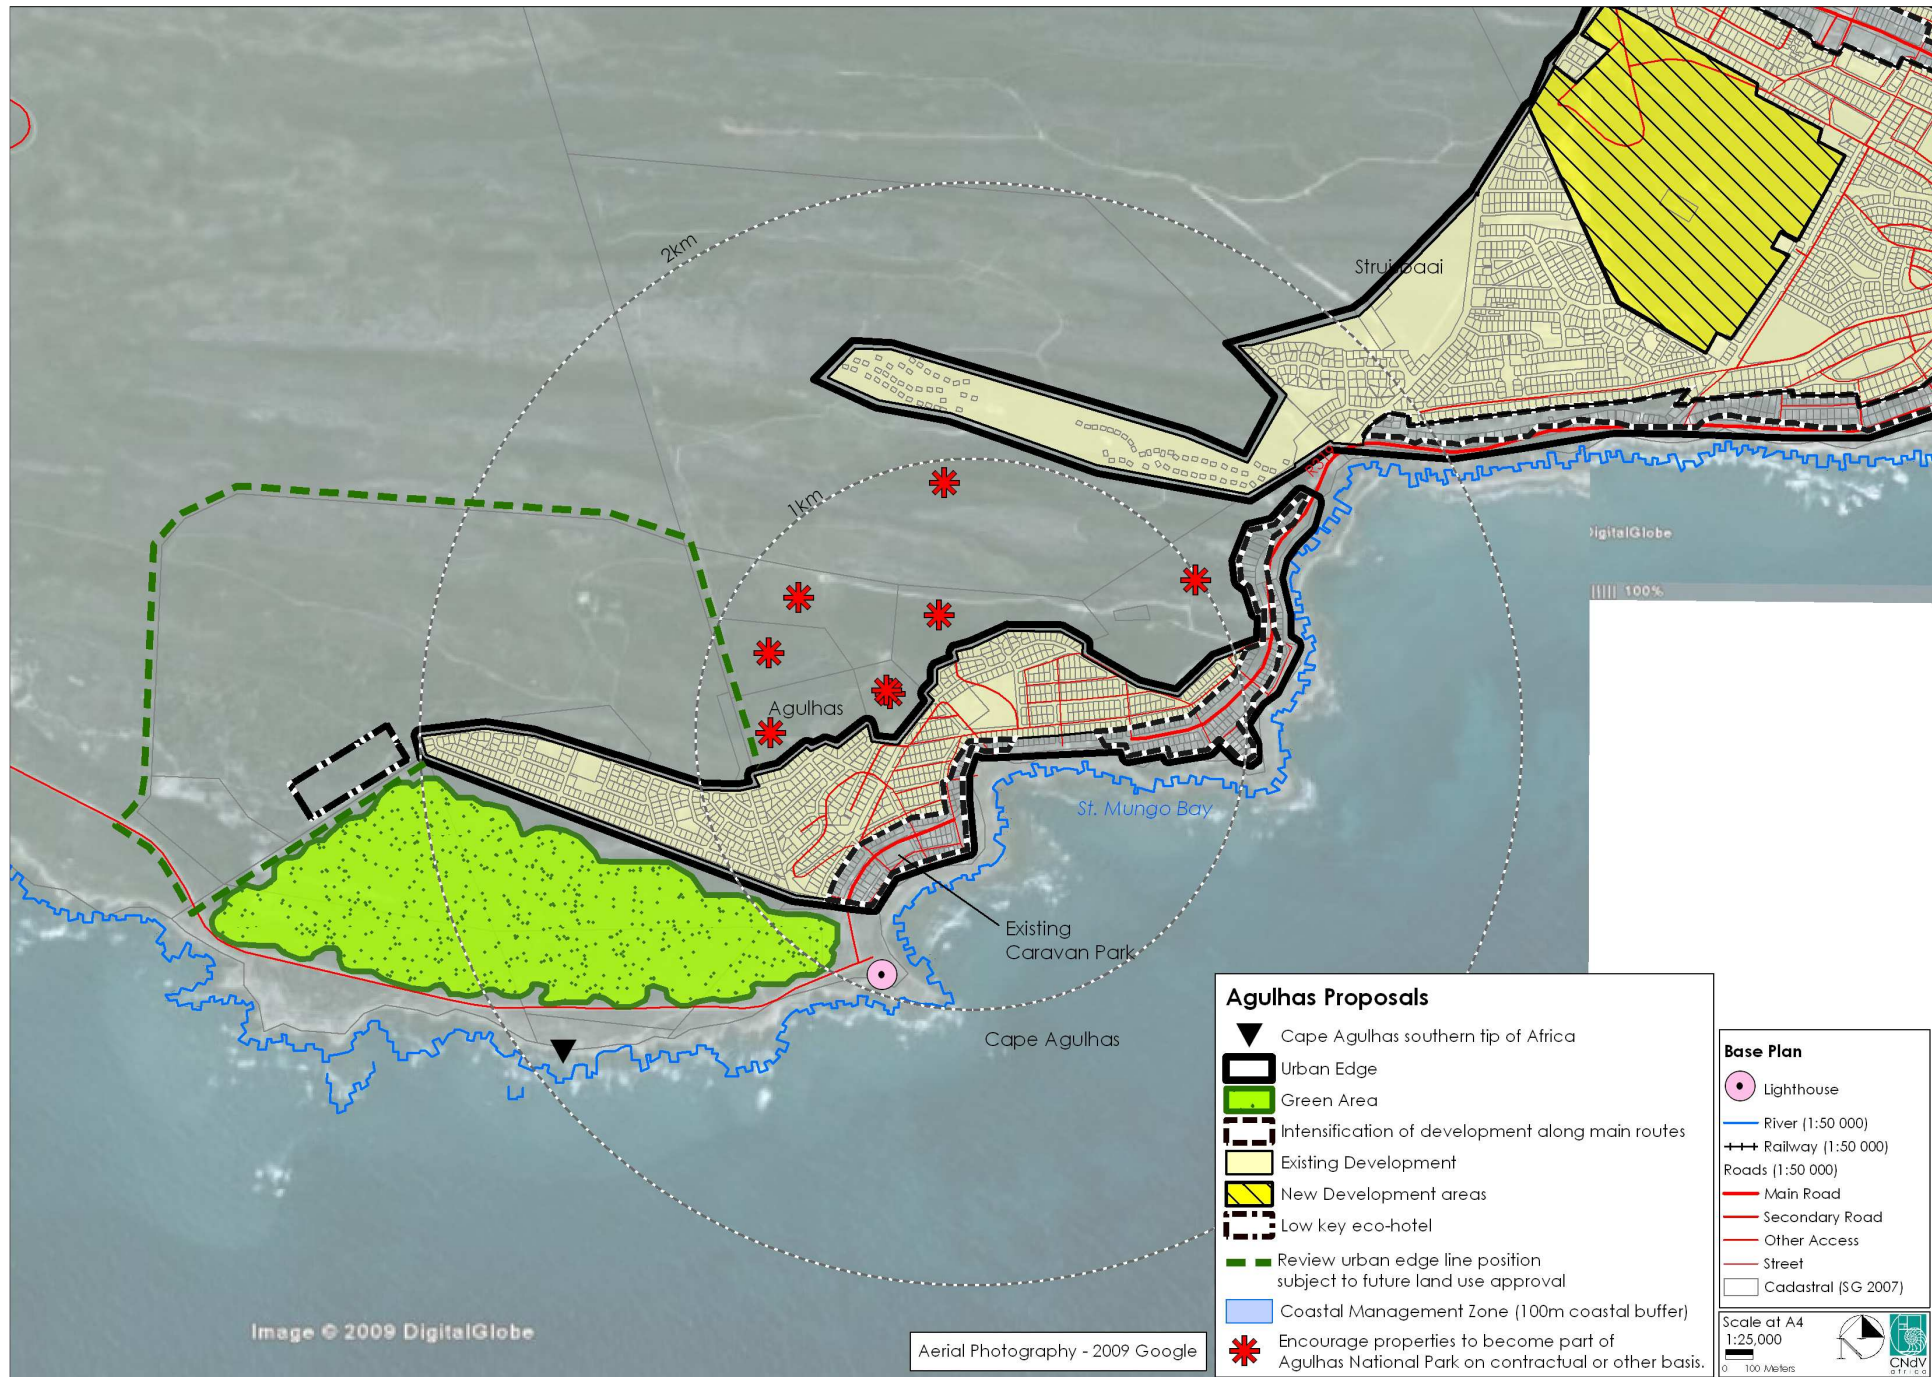 2km
Struispaai
R319
1km
DigitalGlobe
100%
Agulhas
St. Mungo Bay
Existing
Caravan Park
Cape Agulhas
Image © 2009 DigitalGlobe
Aerial Photography - 2009 Google
Agulhas Proposals
Cape Agulhas southern tip of Africa
Urban Edge
Green Area
Intensification of development along main routes
Existing Development
New Development areas
Low key eco-hotel
Review urban edge line position
subject to future land use approval
Coastal Management Zone (100m coastal buffer)
Encourage properties to become part of
Agulhas National Park on contractual or other basis.
Base Plan
Lighthouse
River (1:50 000)
Railway (1:50 000)
Roads (1:50 000)
Main Road
Secondary Road
Other Access
Street
Cadastral (SG 2007)
Scale at A4
1:25,000
0 100 Meters
CNdV
africa